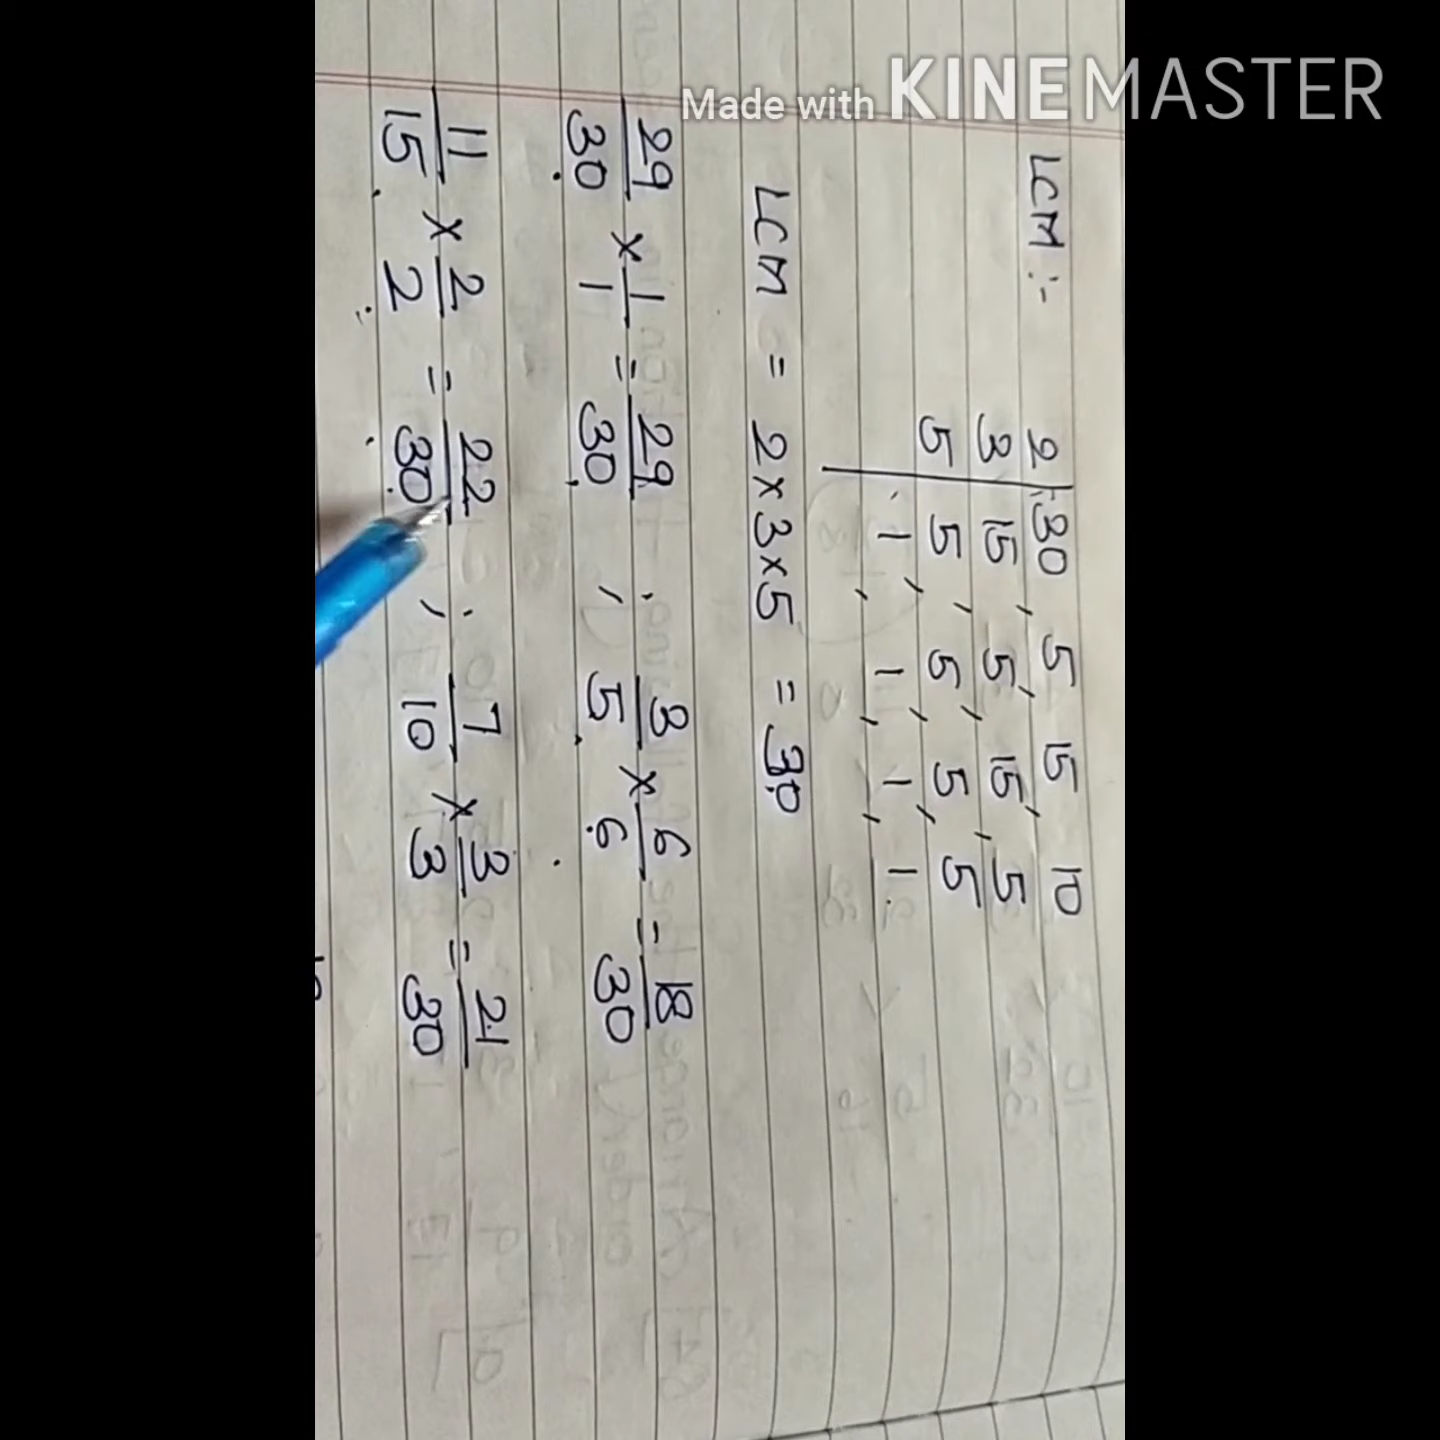 Made with KINEMASTER
LCM :-
2 | 30, 5, 15, 10
3 | 15, 5, 15, 5
5 | 5, 5, 5, 5
1, 1, 1, 1.
LCM = 2 × 3 × 5 = 30
29/30 × 1/1 = 29/30, ; 3/5 × 6/6 = 18/30
11/15 × 2/2 = 22/30 ; 7/10 × 3/3 = 21/30